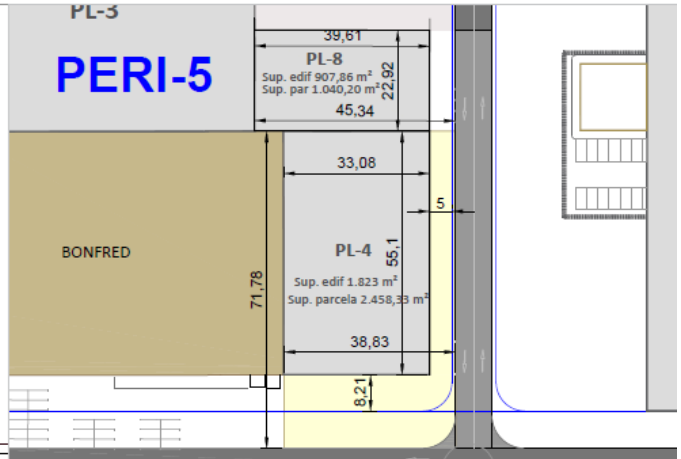 PL-3
39,61
PERI-5
PL-8
Sup. edif 907,86 m²
Sup. par 1.040,20 m²
22,92
45,34
33,08
5
BONFRED
PL-4
55,1
Sup. edif 1.823 m²
Sup. parcela 2.458,33 m²
71,78
38,83
8,21